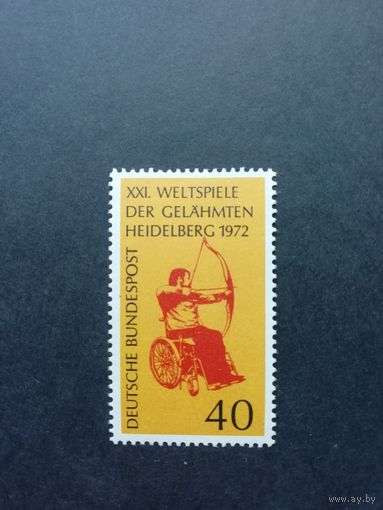 XXI. WELTSPIELE
DER GELÄHMTEN
HEIDELBERG 1972
DEUTSCHE BUNDESPOST
40
www.ay.by